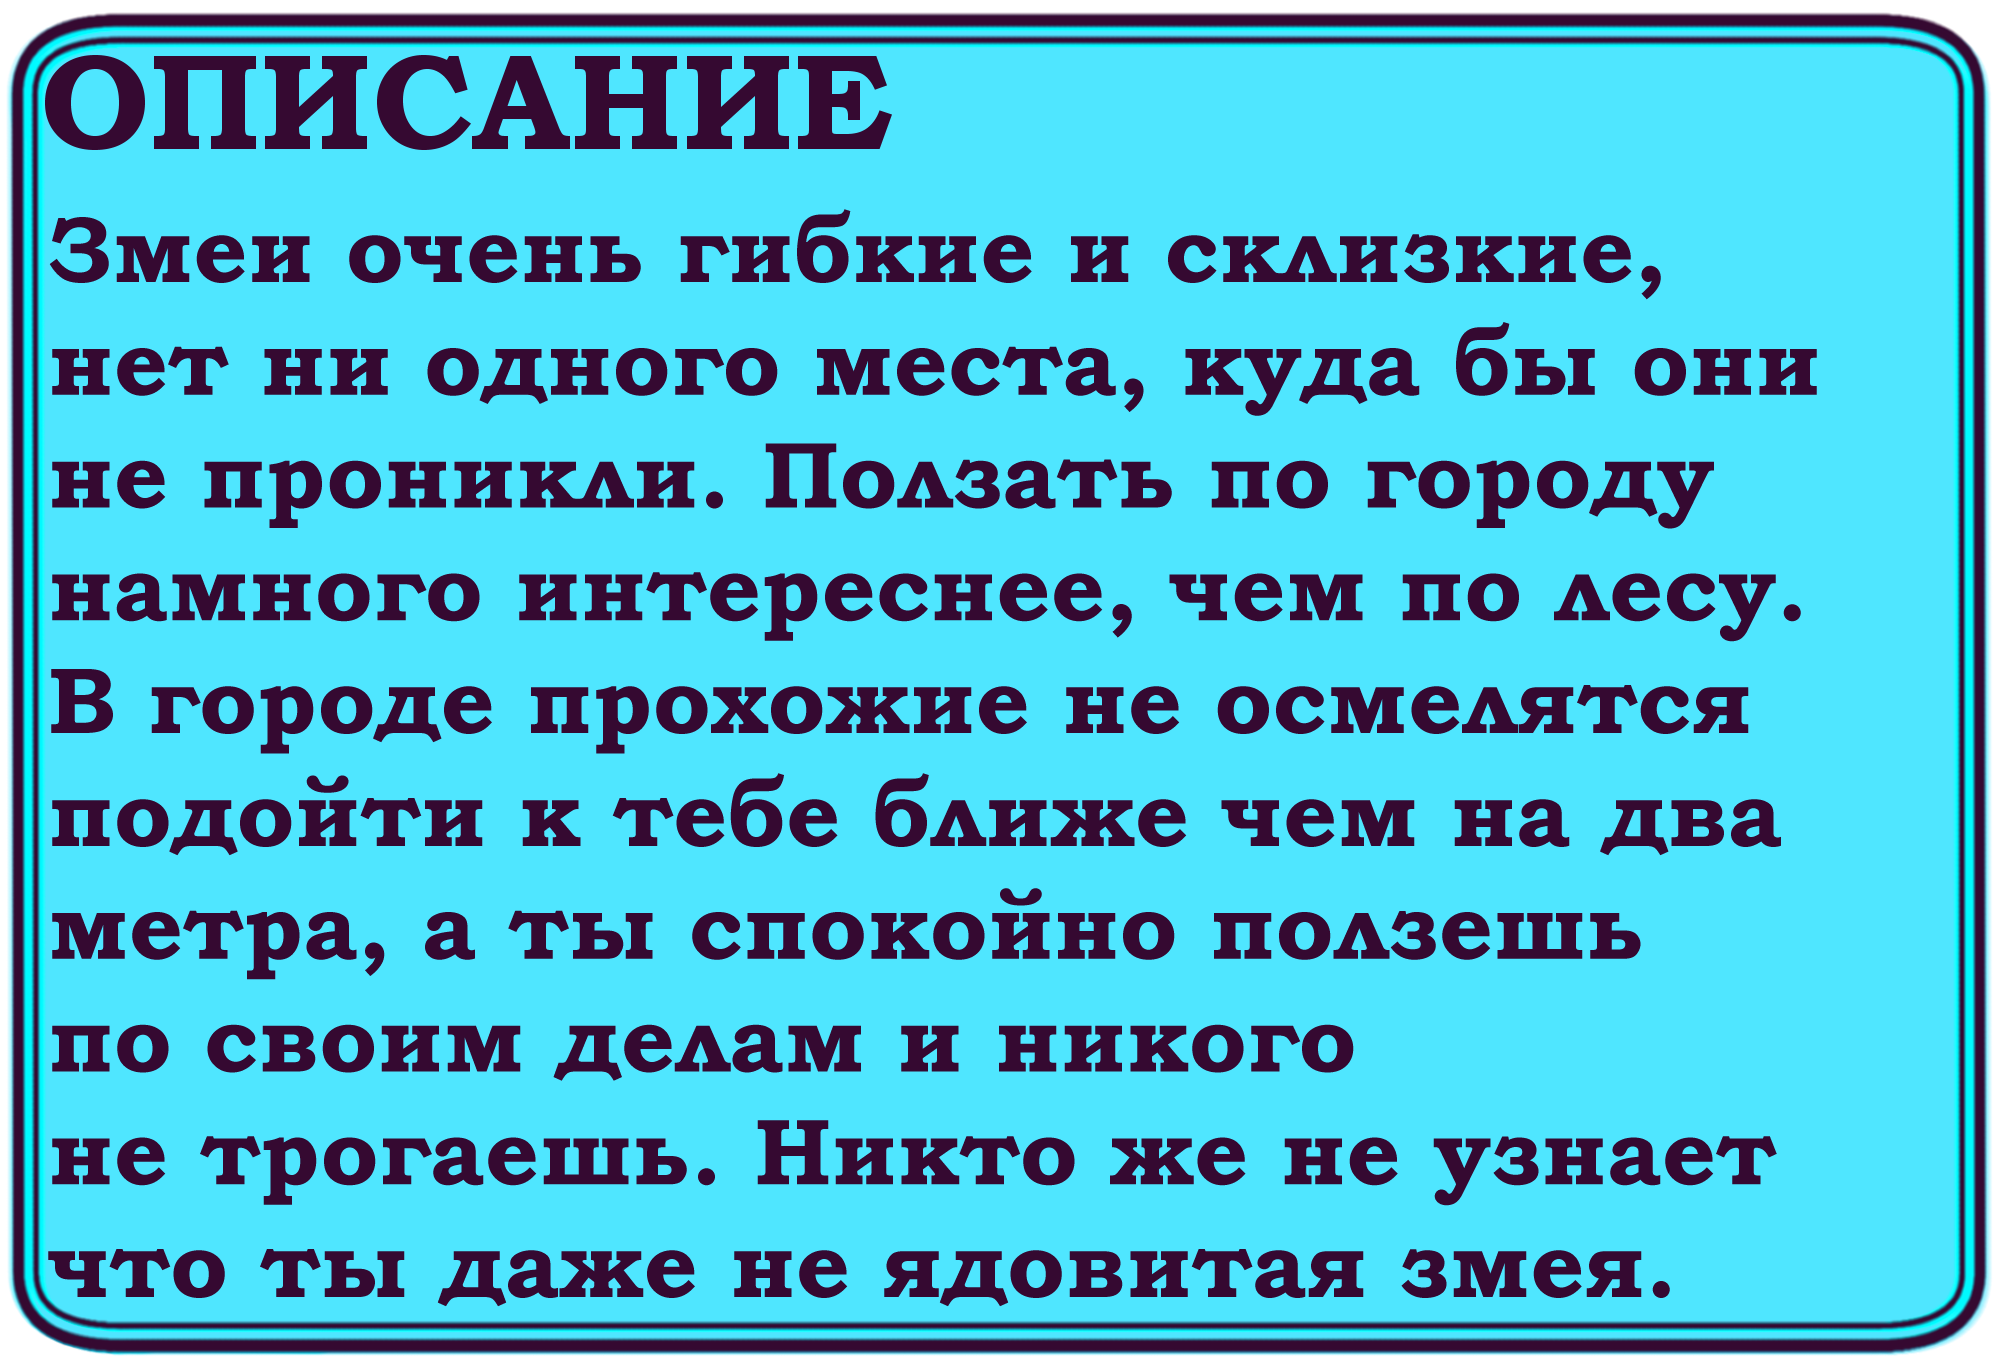 ОПИСАНИЕ
Змеи очень гибкие и склизкие,
нет ни одного места, куда бы они
не проникли. Ползать по городу
намного интереснее, чем по лесу.
В городе прохожие не осмелятся
подойти к тебе ближе чем на два
метра, а ты спокойно ползешь
по своим делам и никого
не трогаешь. Никто же не узнает
что ты даже не ядовитая змея.